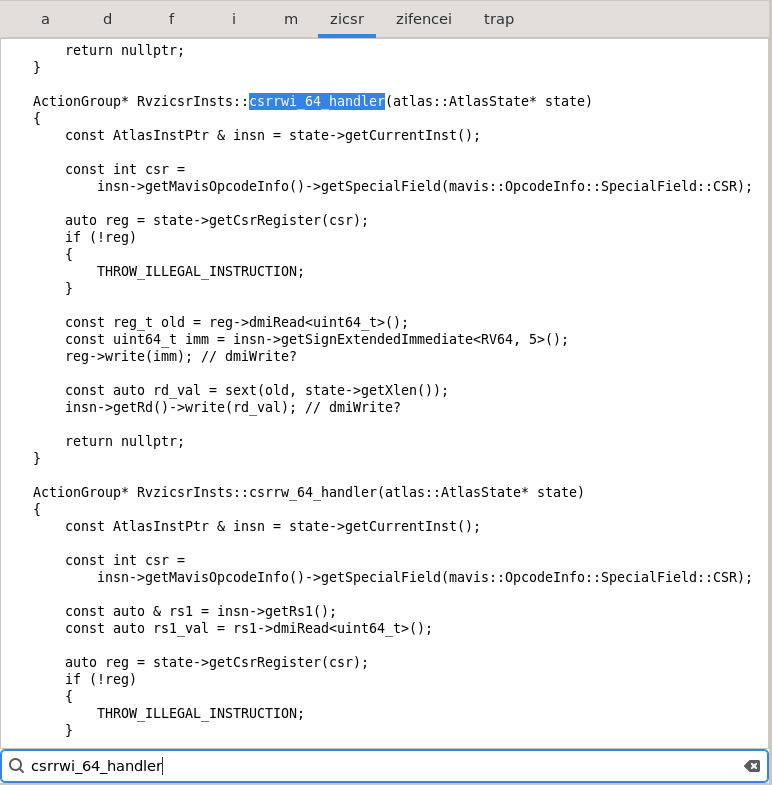 a d f i m zicsr zifencei trap
return nullptr;
}
ActionGroup* RvzicsrInsts::csrrwi_64_handler(atlas::AtlasState* state)
{
const AtlasInstPtr & insn = state->getCurrentInst();
const int csr =
insn->getMavisOpcodeInfo()->getSpecialField(mavis::OpcodeInfo::SpecialField::CSR);
auto reg = state->getCsrRegister(csr);
if (!reg)
{
THROW_ILLEGAL_INSTRUCTION;
}
const reg_t old = reg->dmiRead<uint64_t>();
const uint64_t imm = insn->getSignExtendedImmediate<RV64, 5>();
reg->write(imm); // dmiWrite?
const auto rd_val = sext(old, state->getXlen());
insn->getRd()->write(rd_val); // dmiWrite?
return nullptr;
}
ActionGroup* RvzicsrInsts::csrrw_64_handler(atlas::AtlasState* state)
{
const AtlasInstPtr & insn = state->getCurrentInst();
const int csr =
insn->getMavisOpcodeInfo()->getSpecialField(mavis::OpcodeInfo::SpecialField::CSR);
const auto & rs1 = insn->getRs1();
const auto rs1_val = rs1->dmiRead<uint64_t>();
auto reg = state->getCsrRegister(csr);
if (!reg)
{
THROW_ILLEGAL_INSTRUCTION;
}
csrrwi_64_handler